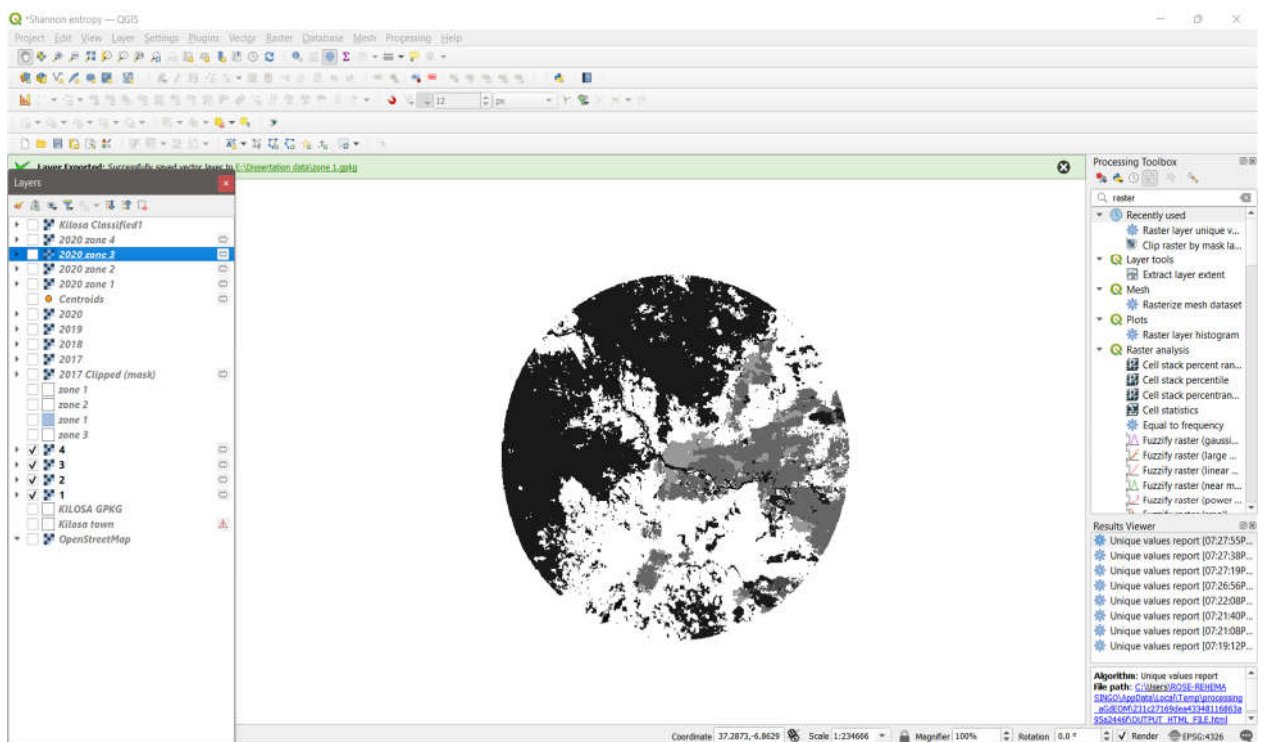 *Shannon entropy — QGIS
Project Edit View Layer Settings Plugins Vector Raster Database Mesh Processing Help
12 px
Layer Exported: Successfully saved vector layer to E:\Dissertation data\zone 1.gpkg
Layers
Kilosa Classified1
2020 zone 4
2020 zone 3
2020 zone 2
2020 zone 1
Centroids
2020
2019
2018
2017
2017 Clipped (mask)
zone 1
zone 2
zone 1
zone 3
4
3
2
1
KILOSA GPKG
Kilosa town
OpenStreetMap
Processing Toolbox
raster
Recently used
Raster layer unique v...
Clip raster by mask la...
Layer tools
Extract layer extent
Mesh
Rasterize mesh dataset
Plots
Raster layer histogram
Raster analysis
Cell stack percent ran...
Cell stack percentile
Cell stack percentran...
Cell statistics
Equal to frequency
Fuzzify raster (gaussi...
Fuzzify raster (large ...
Fuzzify raster (linear ...
Fuzzify raster (near m...
Fuzzify raster (power ...
Results Viewer
Unique values report [07:27:55P...
Unique values report [07:27:38P...
Unique values report [07:27:19P...
Unique values report [07:26:56P...
Unique values report [07:22:08P...
Unique values report [07:21:40P...
Unique values report [07:21:08P...
Unique values report [07:19:12P...
Algorithm: Unique values report
File path: C:\Users\ROSE-REHEMA
SINGO\AppData\Local\Temp\processing
Coordinate 37.2873,-6.8629 Scale 1:234666 Magnifier 100% Rotation 0.0 ° Render EPSG:4326